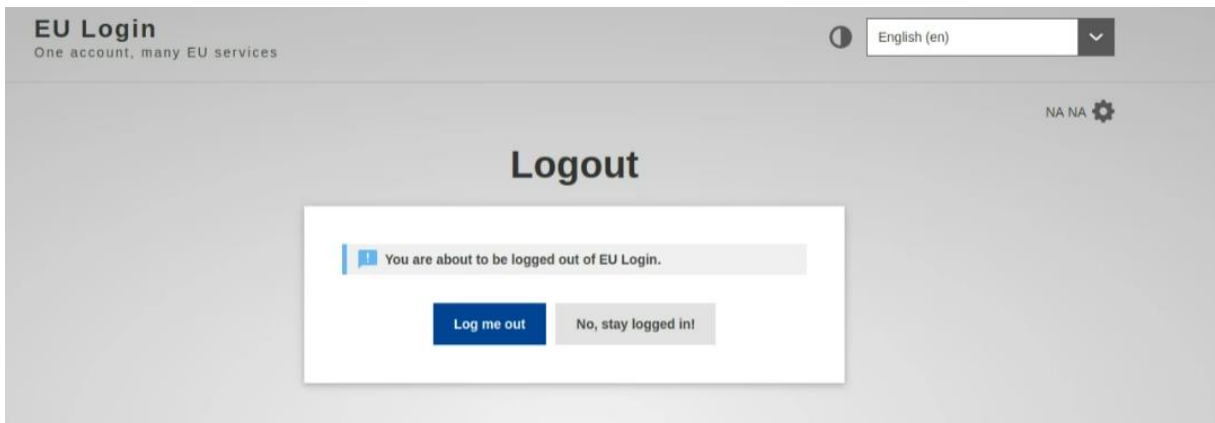 EU Login
One account, many EU services
English (en)
NA NA
Logout
You are about to be logged out of EU Login.
Log me out
No, stay logged in!